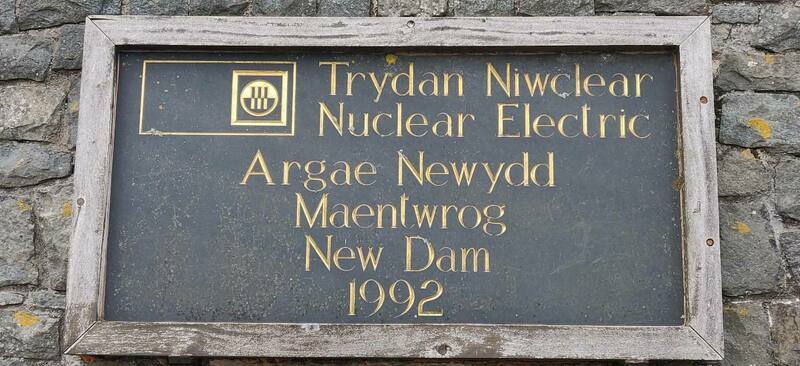 Trydan Niwclear
Nuclear Electric
Argae Newydd
Maentwrog
New Dam
1992